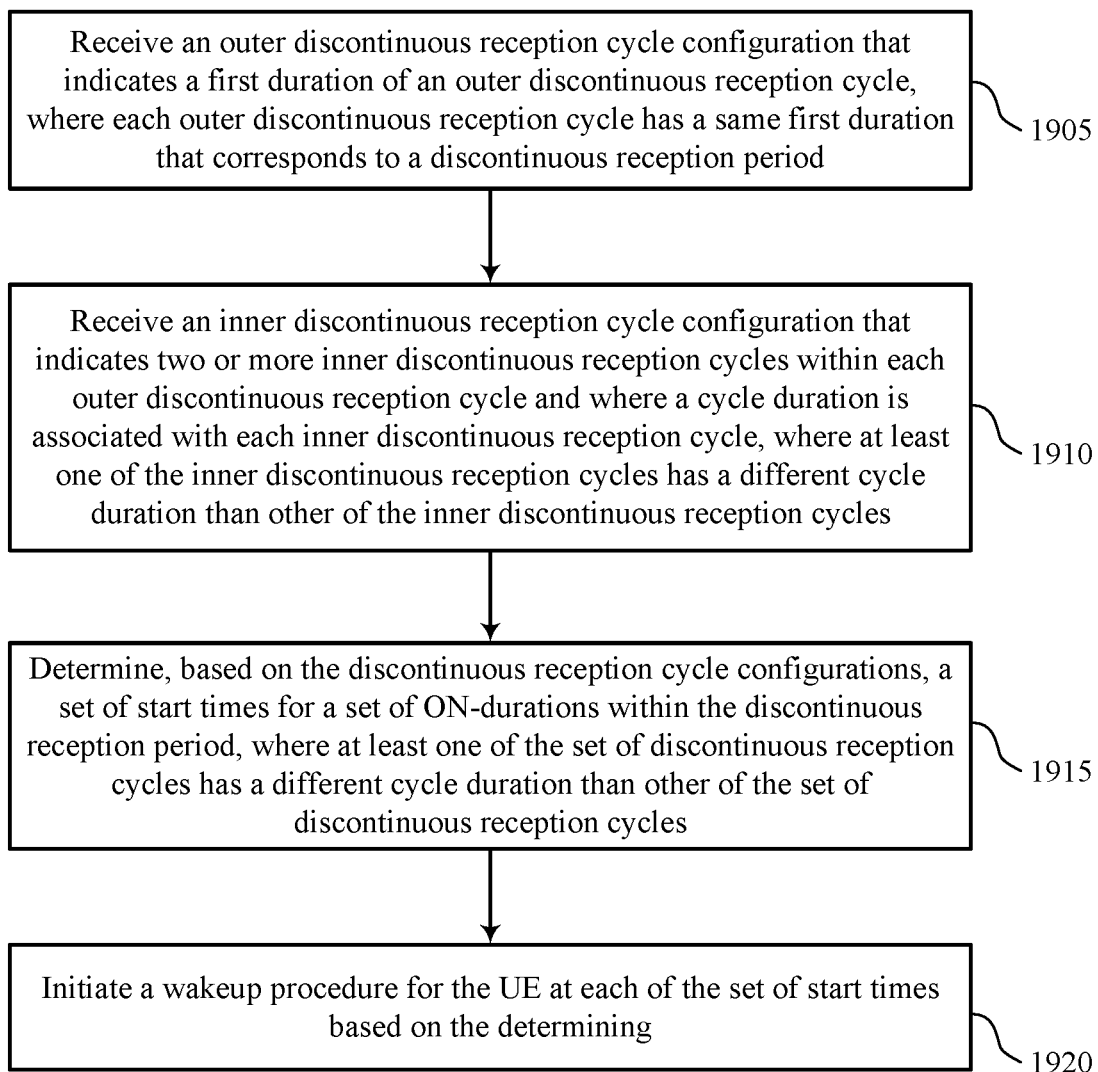 Receive an outer discontinuous reception cycle configuration that
indicates a first duration of an outer discontinuous reception cycle,
where each outer discontinuous reception cycle has a same first duration
that corresponds to a discontinuous reception period
1905
Receive an inner discontinuous reception cycle configuration that
indicates two or more inner discontinuous reception cycles within each
outer discontinuous reception cycle and where a cycle duration is
associated with each inner discontinuous reception cycle, where at least
one of the inner discontinuous reception cycles has a different cycle
duration than other of the inner discontinuous reception cycles
1910
Determine, based on the discontinuous reception cycle configurations, a
set of start times for a set of ON-durations within the discontinuous
reception period, where at least one of the set of discontinuous reception
cycles has a different cycle duration than other of the set of
discontinuous reception cycles
1915
Initiate a wakeup procedure for the UE at each of the set of start times
based on the determining
1920